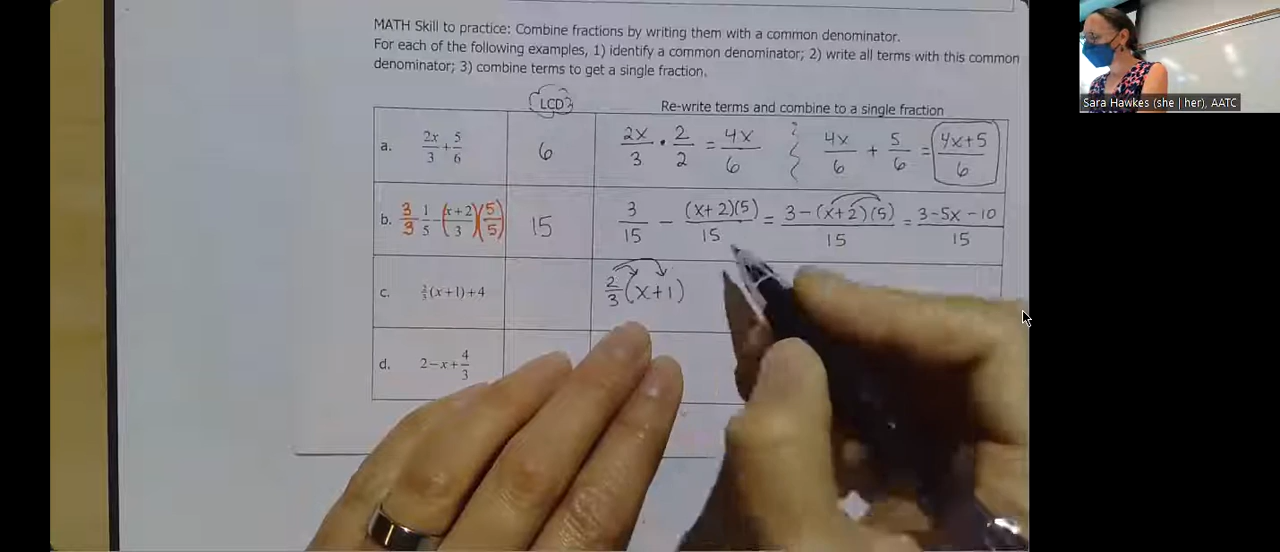 MATH Skill to practice: Combine fractions by writing them with a common denominator.
For each of the following examples, 1) identify a common denominator; 2) write all terms with this common
denominator; 3) combine terms to get a single fraction.
LCD Re-write terms and combine to a single fraction
a. 2x/3 + 5/6 6 2x/3 • 2/2 = 4x/6 4x/6 + 5/6 = 4x+5/6
b. 3/3 1/5 - (x+2/3)(5/5) 15 3/15 - (x+2)(5)/15 = 3-(x+2)(5)/15 = 3-5x-10/15
c. 2/3(x+1)+4 2/3(x+1)
d. 2-x+4/3
Sara Hawkes (she | her), AATC